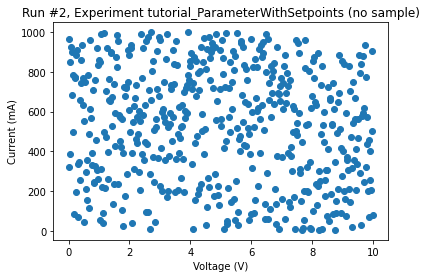 Run #2, Experiment tutorial_ParameterWithSetpoints (no sample)
1000
800
600
400
200
0
Current (mA)
0 2 4 6 8 10
Voltage (V)